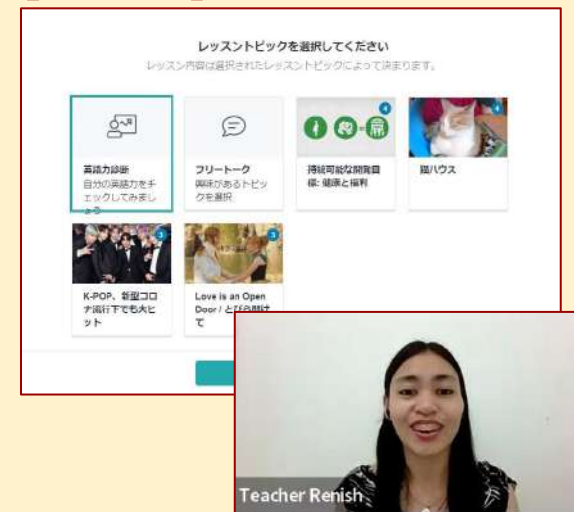 レッスントピックを選択してください
レッスン内容は選択されたレッスントピックによって決まります。
英語力診断
自分の英語力をチ
ェックしてみまし
ょう
フリートーク
興味があるトピッ
クを選択
4
持続可能な開発目
標: 健康と福利
4
猫ハウス
3
K-POP、新型コロ
ナ流行下でも大ヒ
ット
3
Love is an Open
Door / とびら開け
て
Teacher Renish